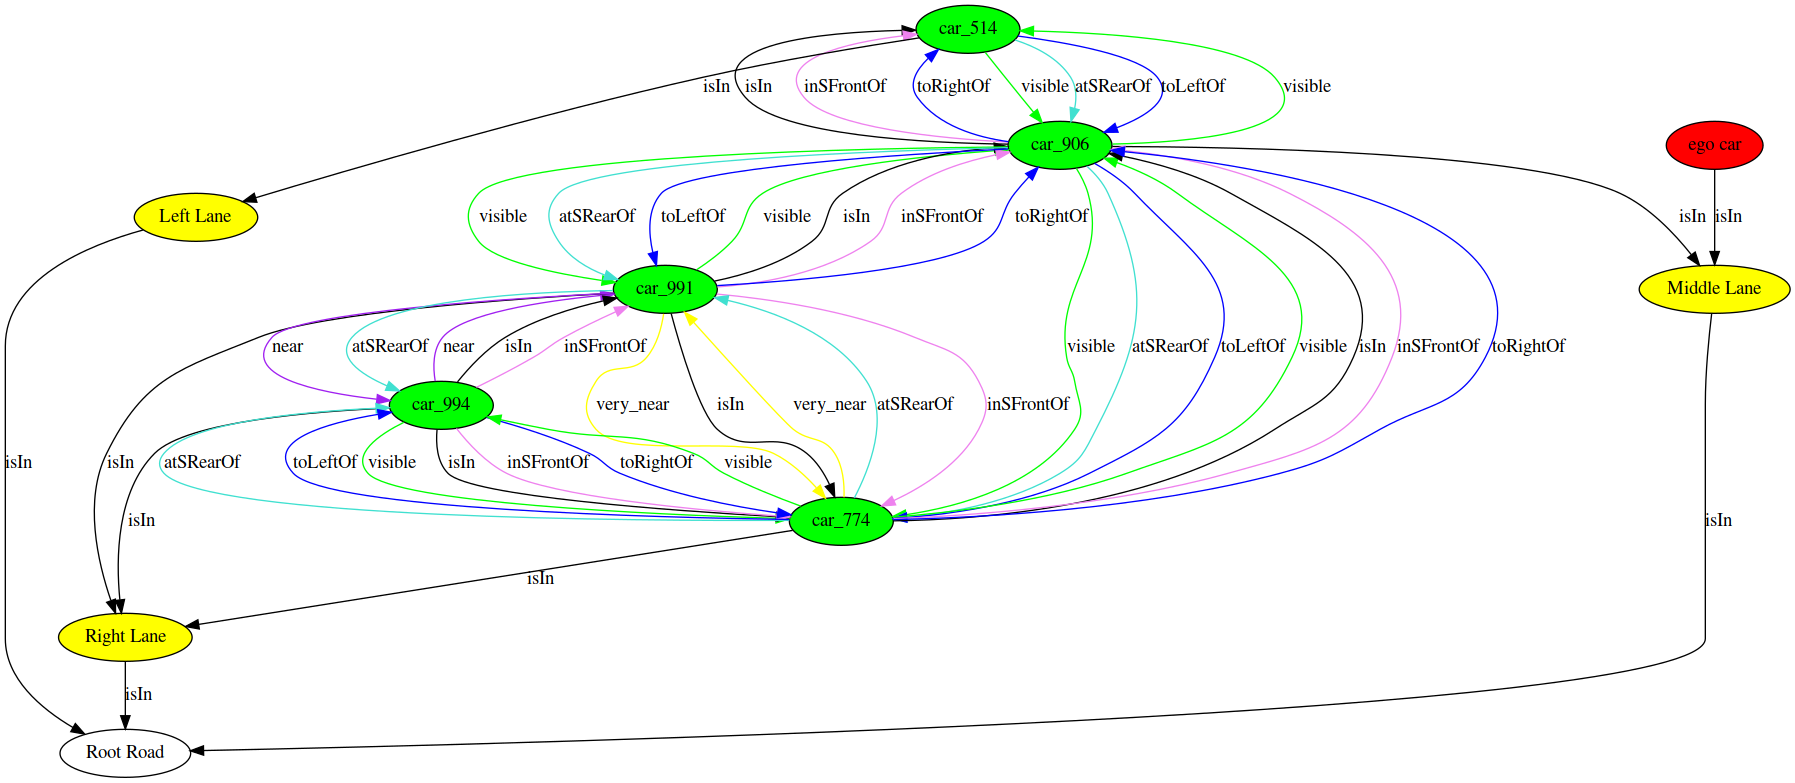 car_514
isIn
isIn
inSFrontOf
toRightOf
visible
atSRearOf
toLeftOf
visible
car_906
ego car
Left Lane
visible
atSRearOf
toLeftOf
visible
isIn
inSFrontOf
toRightOf
isIn
isIn
car_991
Middle Lane
near
atSRearOf
near
isIn
inSFrontOf
visible
atSRearOf
toLeftOf
visible
isIn
inSFrontOf
toRightOf
car_994
very_near
isIn
very_near
atSRearOf
inSFrontOf
isIn
isIn
atSRearOf
toLeftOf
visible
isIn
inSFrontOf
toRightOf
visible
isIn
car_774
isIn
isIn
Right Lane
isIn
Root Road